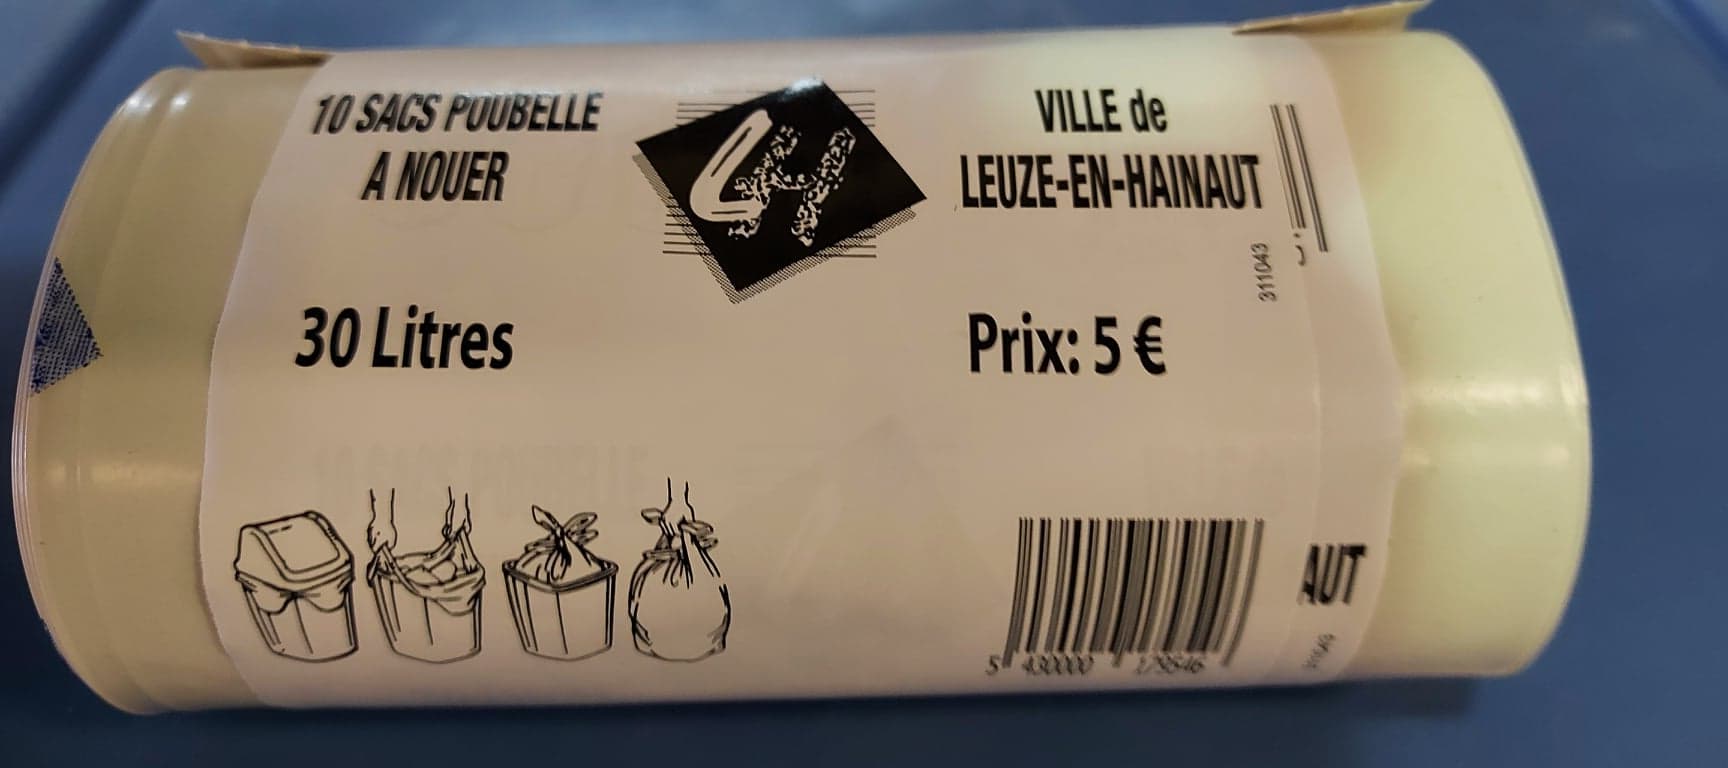 10 SACS POUBELLE
A NOUER
VILLE de
LEUZE-EN-HAINAUT
311043
30 Litres
Prix: 5 €
AUT
5 430000 179546